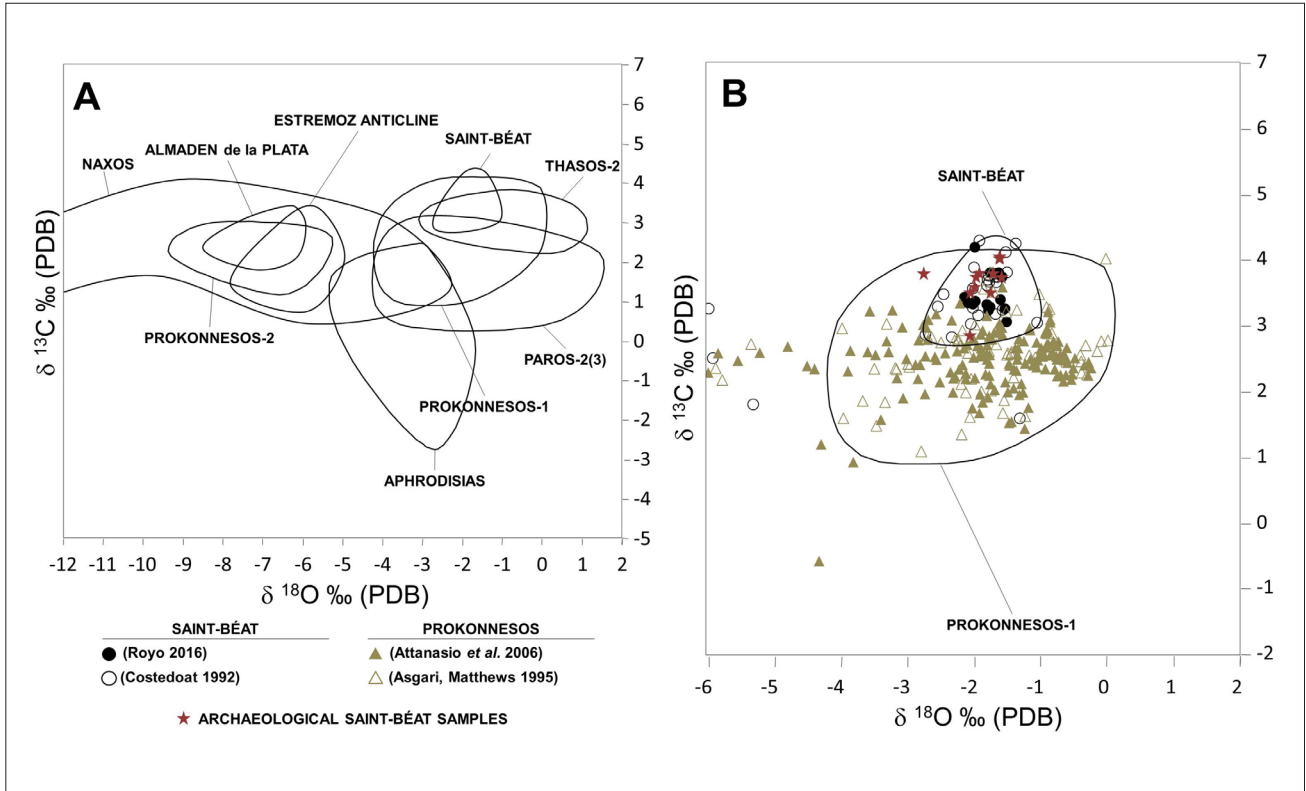 A
NAXOS
ALMADEN de la PLATA
ESTREMOZ ANTICLINE
SAINT-BÉAT
THASOS-2
PROKONNESOS-2
PAROS-2(3)
PROKONNESOS-1
APHRODISIAS
7
6
5
4
3
2
1
0
-1
-2
-3
-4
-5
δ 13C ‰ (PDB)
-12 -11 -10 -9 -8 -7 -6 -5 -4 -3 -2 -1 0 1 2
δ 18O ‰ (PDB)
SAINT-BÉAT
(Royo 2016)
(Costedoat 1992)
PROKONNESOS
(Attanasio et al. 2006)
(Asgari, Matthews 1995)
ARCHAEOLOGICAL SAINT-BÉAT SAMPLES
B
SAINT-BÉAT
PROKONNESOS-1
7
6
5
4
3
2
1
0
-1
-2
δ 13C ‰ (PDB)
-6 -5 -4 -3 -2 -1 0 1 2
δ 18O ‰ (PDB)